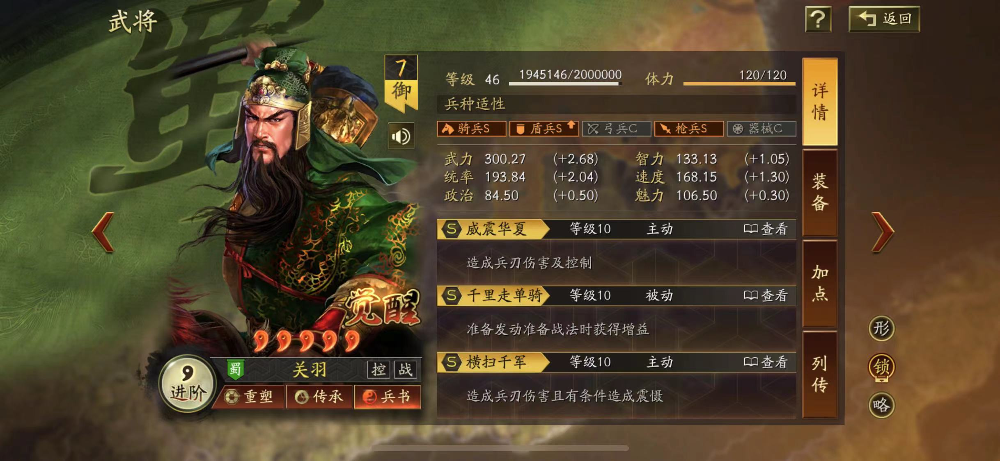 武将
?
返回
蜀
7
御
等级 46 1945146/2000000 体力 120/120
兵种适性
骑兵S 盾兵S 弓兵C 枪兵S 器械C
武力 300.27 (+2.68) 智力 133.13 (+1.05)
统率 193.84 (+2.04) 速度 168.15 (+1.30)
政治 84.50 (+0.50) 魅力 106.50 (+0.30)
S 威震华夏 等级10 主动 查看
造成兵刃伤害及控制
S 千里走单骑 等级10 被动 查看
准备发动准备战法时获得增益
S 横扫千军 等级10 主动 查看
造成兵刃伤害且有条件造成震慑
觉醒
进阶
蜀 关羽 控 战
重塑 传承 兵书
详情
装备
加点
列传
形
锁
略